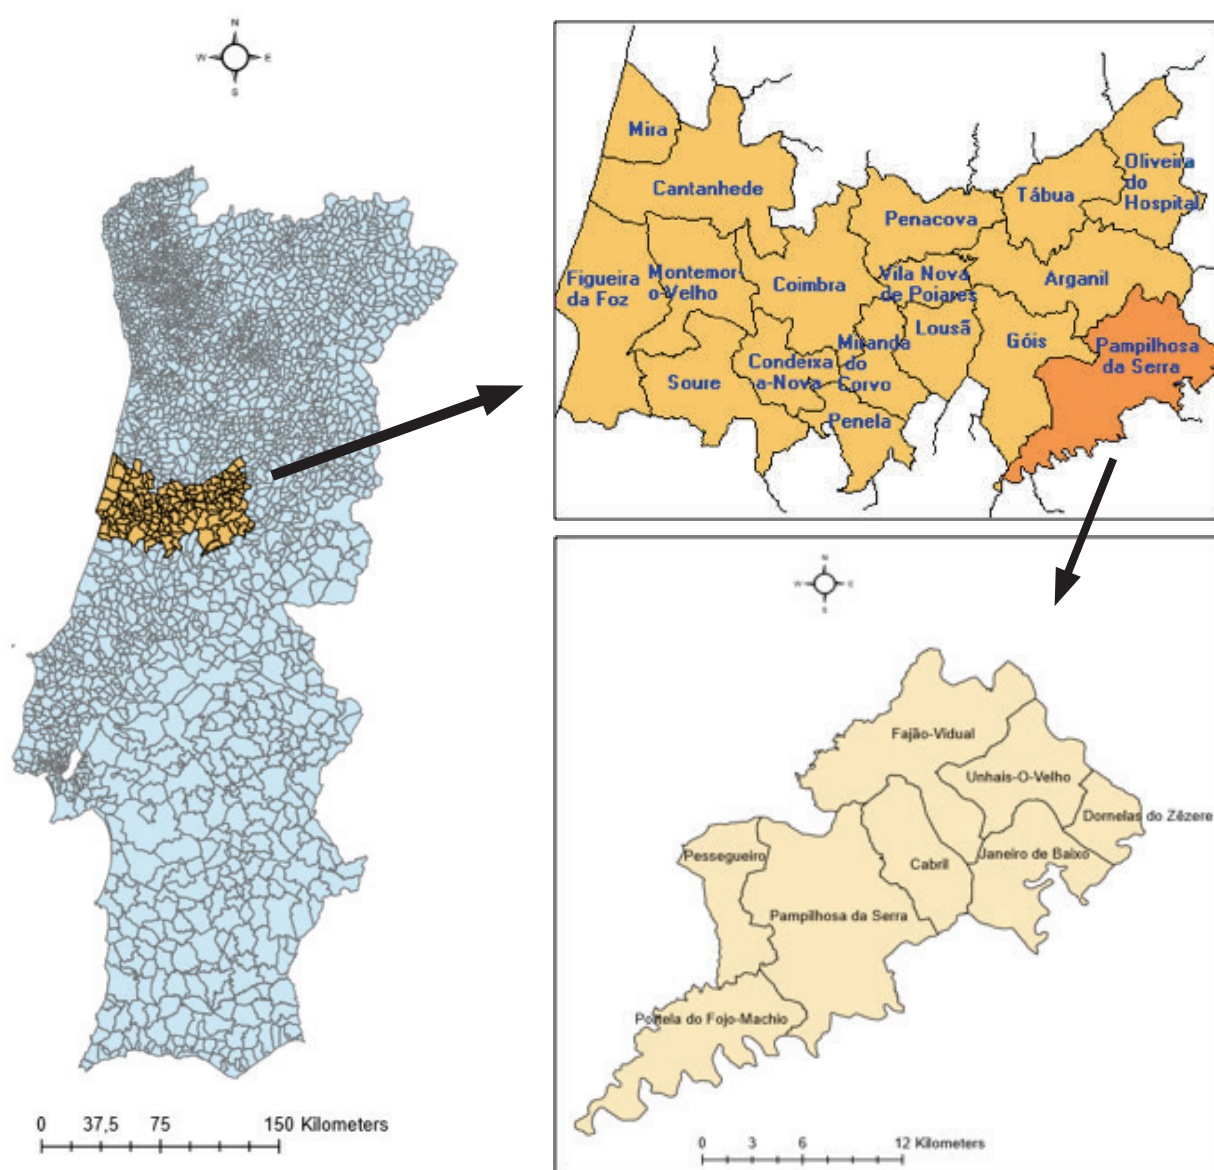 N
W E
S
0 37,5 75 150 Kilometers
Mira
Cantanhede
Oliveira
do
Hospital
Tábua
Penacova
Figueira
da Foz
Montemor-
o-Velho
Coimbra
Vila Nova
de Poiares
Arganil
Lousã
Góis
Miranda
do
Corvo
Pampilhosa
da Serra
Soure
Condeixa
a-Nova
Penela
N
W E
S
Fajão-Vidual
Unhais-O-Velho
Dornelas do Zêzere
Pessegueiro
Cabril
Janeiro de Baixo
Pampilhosa da Serra
Portela do Fojo-Machio
0 3 6 12 Kilometers